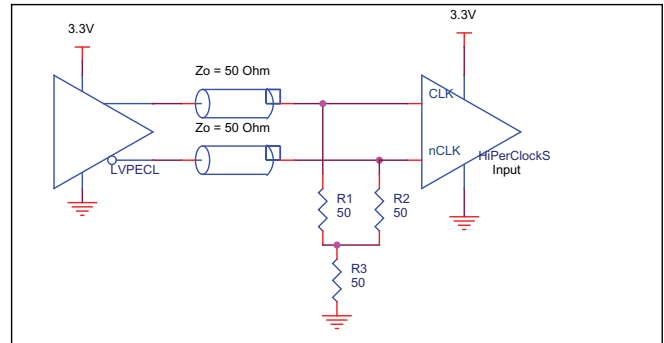 3.3V
3.3V
Zo = 50 Ohm
CLK
Zo = 50 Ohm
nCLK
LVPECL
HiPerClockS
Input
R1
50
R2
50
R3
50